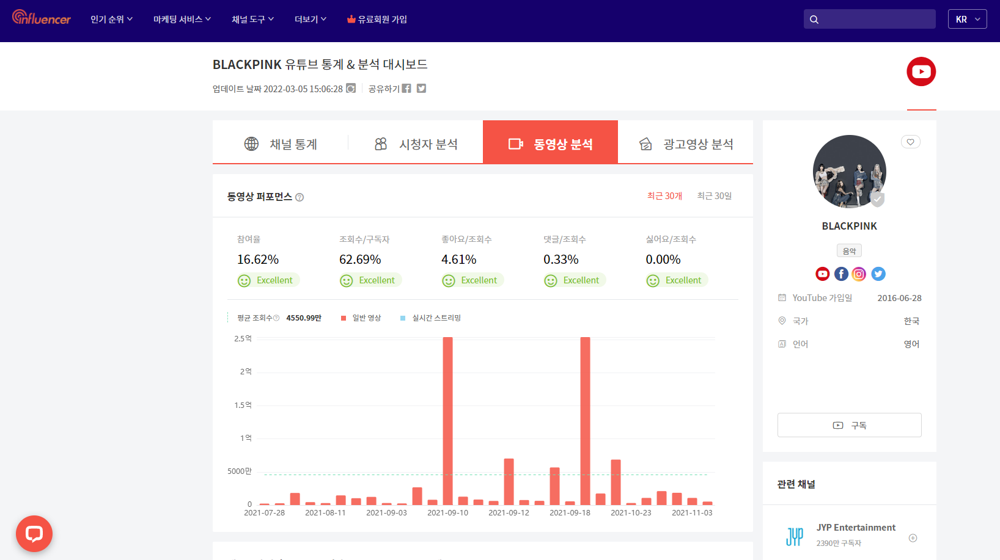 influencer 인기 순위 마케팅 서비스 채널 도구 더보기 유료회원 가입 KR
BLACKPINK 유튜브 통계 & 분석 대시보드
업데이트 날짜 2022-03-05 15:06:28 공유하기
채널 통계 시청자 분석 동영상 분석 광고영상 분석
동영상 퍼포먼스 최근 30개 최근 30일
참여율 조회수/구독자 좋아요/조회수 댓글/조회수 싫어요/조회수
16.62% 62.69% 4.61% 0.33% 0.00%
Excellent Excellent Excellent Excellent Excellent
평균 조회수 4550.99만 일반 영상 실시간 스트리밍
2.5억
2억
1.5억
1억
5000만
0
2021-07-28 2021-08-11 2021-09-03 2021-09-10 2021-09-12 2021-09-18 2021-10-23 2021-11-03
BLACKPINK
음악
YouTube 가입일 2016-06-28
국가 한국
언어 영어
구독
관련 채널
JYP
JYP Entertainment
2390만 구독자